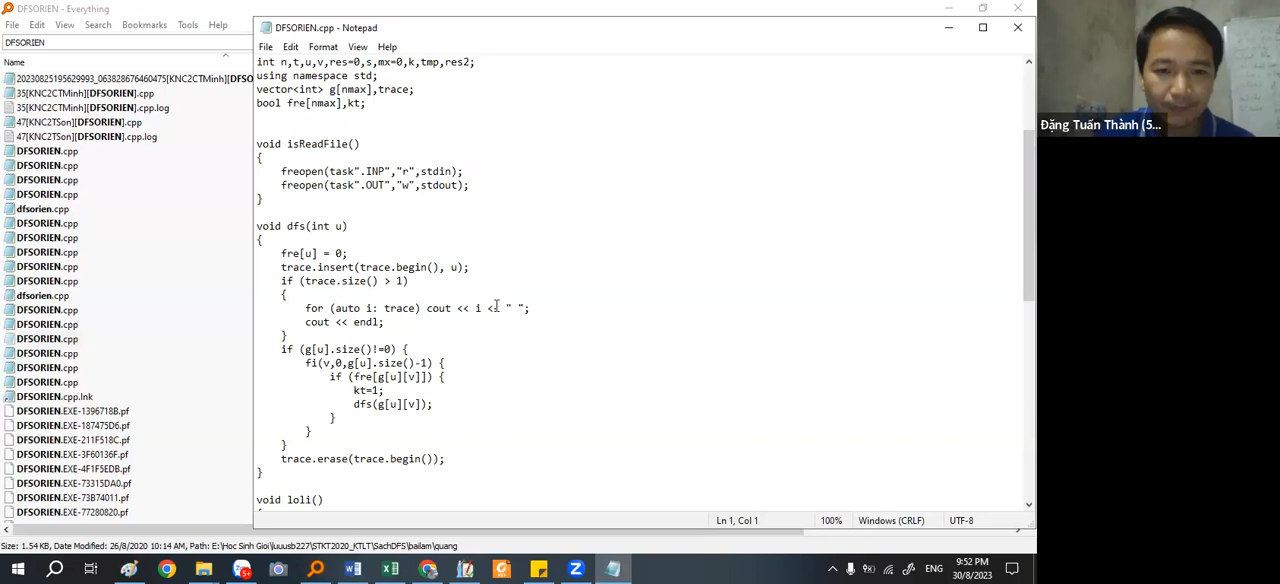 DFSORIEN - Everything
File Edit View Search Bookmarks Tools Help
DFSORIEN
Name
20230825195629993_063828676460475[KNC2CTMinh][DFSO
35[KNC2CTMinh][DFSORIEN].cpp
35[KNC2CTMinh][DFSORIEN].cpp.log
47[KNC2TSon][DFSORIEN].cpp
47[KNC2TSon][DFSORIEN].cpp.log
DFSORIEN.cpp
DFSORIEN.cpp
DFSORIEN.cpp
DFSORIEN.cpp
dfsorien.cpp
DFSORIEN.cpp
DFSORIEN.cpp
DFSORIEN.cpp
DFSORIEN.cpp
DFSORIEN.cpp
dfsorien.cpp
DFSORIEN.cpp
DFSORIEN.cpp
DFSORIEN.cpp
DFSORIEN.cpp
DFSORIEN.cpp
DFSORIEN.cpp
DFSORIEN.cpp.lnk
DFSORIEN.EXE-1396718B.pf
DFSORIEN.EXE-187475D6.pf
DFSORIEN.EXE-211F518C.pf
DFSORIEN.EXE-3F60136F.pf
DFSORIEN.EXE-4F1F5EDB.pf
DFSORIEN.EXE-73315DA0.pf
DFSORIEN.EXE-73B74011.pf
DFSORIEN.EXE-77280820.pf
Size: 1.54 KB, Date Modified: 26/8/2020 10:14 AM, Path: E:\Hoc Sinh Gioi\luuusb227\STKT2020_KTLT\SachDFS\bailam\quang
DFSORIEN.cpp - Notepad
File Edit Format View Help
int n,t,u,v,res=0,s,mx=0,k,tmp,res2;
using namespace std;
vector<int> g[nmax],trace;
bool fre[nmax],kt;
void isReadFile()
{
freopen(task".INP","r",stdin);
freopen(task".OUT","w",stdout);
}
void dfs(int u)
{
fre[u] = 0;
trace.insert(trace.begin(), u);
if (trace.size() > 1)
{
for (auto i: trace) cout << i << " ";
cout << endl;
}
if (g[u].size()!=0) {
fi(v,0,g[u].size()-1) {
if (fre[g[u][v]]) {
kt=1;
dfs(g[u][v]);
}
}
}
trace.erase(trace.begin());
}
void loli()
Ln 1, Col 1 100% Windows (CRLF) UTF-8
Đặng Tuấn Thành (5...
ENG
9:52 PM
30/8/2023